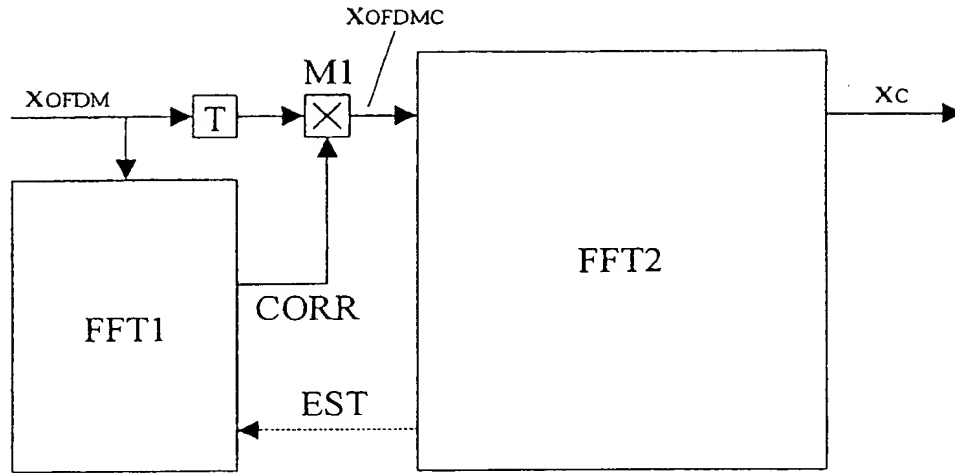 XOFDMC
M1
XOFDM
T
XC
FFT2
CORR
FFT1
EST